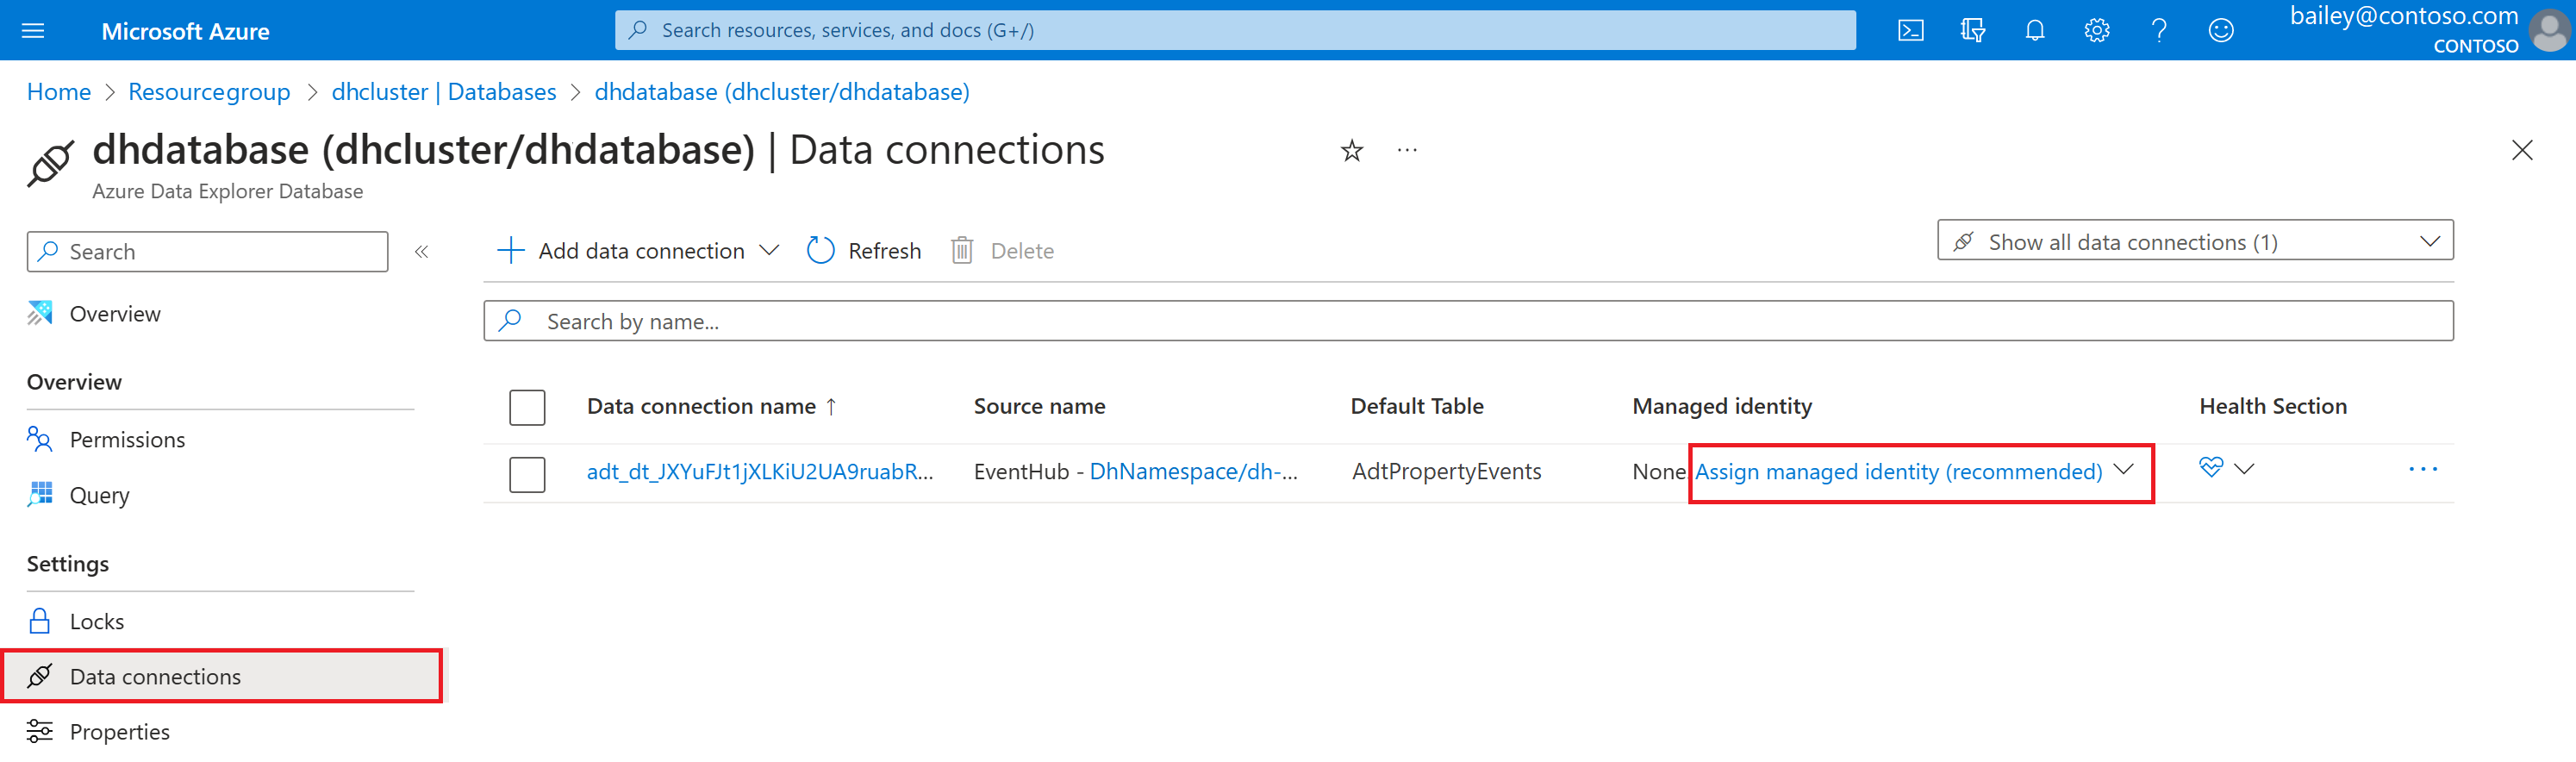 Microsoft Azure
Search resources, services, and docs (G+/)
bailey@contoso.com
CONTOSO
Home > Resourcegroup > dhcluster | Databases > dhdatabase (dhcluster/dhdatabase)
dhdatabase (dhcluster/dhdatabase) | Data connections
Azure Data Explorer Database
Search
Overview
Overview
Permissions
Query
Settings
Locks
Data connections
Properties
Add data connection Refresh Delete
Show all data connections (1)
Search by name...
Data connection name ↑ Source name Default Table Managed identity Health Section
adt_dt_JXYuFJt1jXLKiU2UA9ruabR... EventHub - DhNamespace/dh-... AdtPropertyEvents None Assign managed identity (recommended)